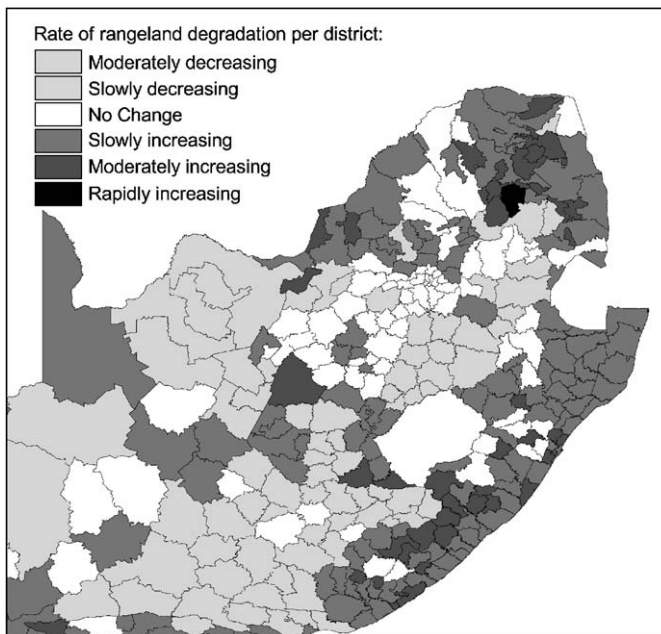 Rate of rangeland degradation per district:
Moderately decreasing
Slowly decreasing
No Change
Slowly increasing
Moderately increasing
Rapidly increasing